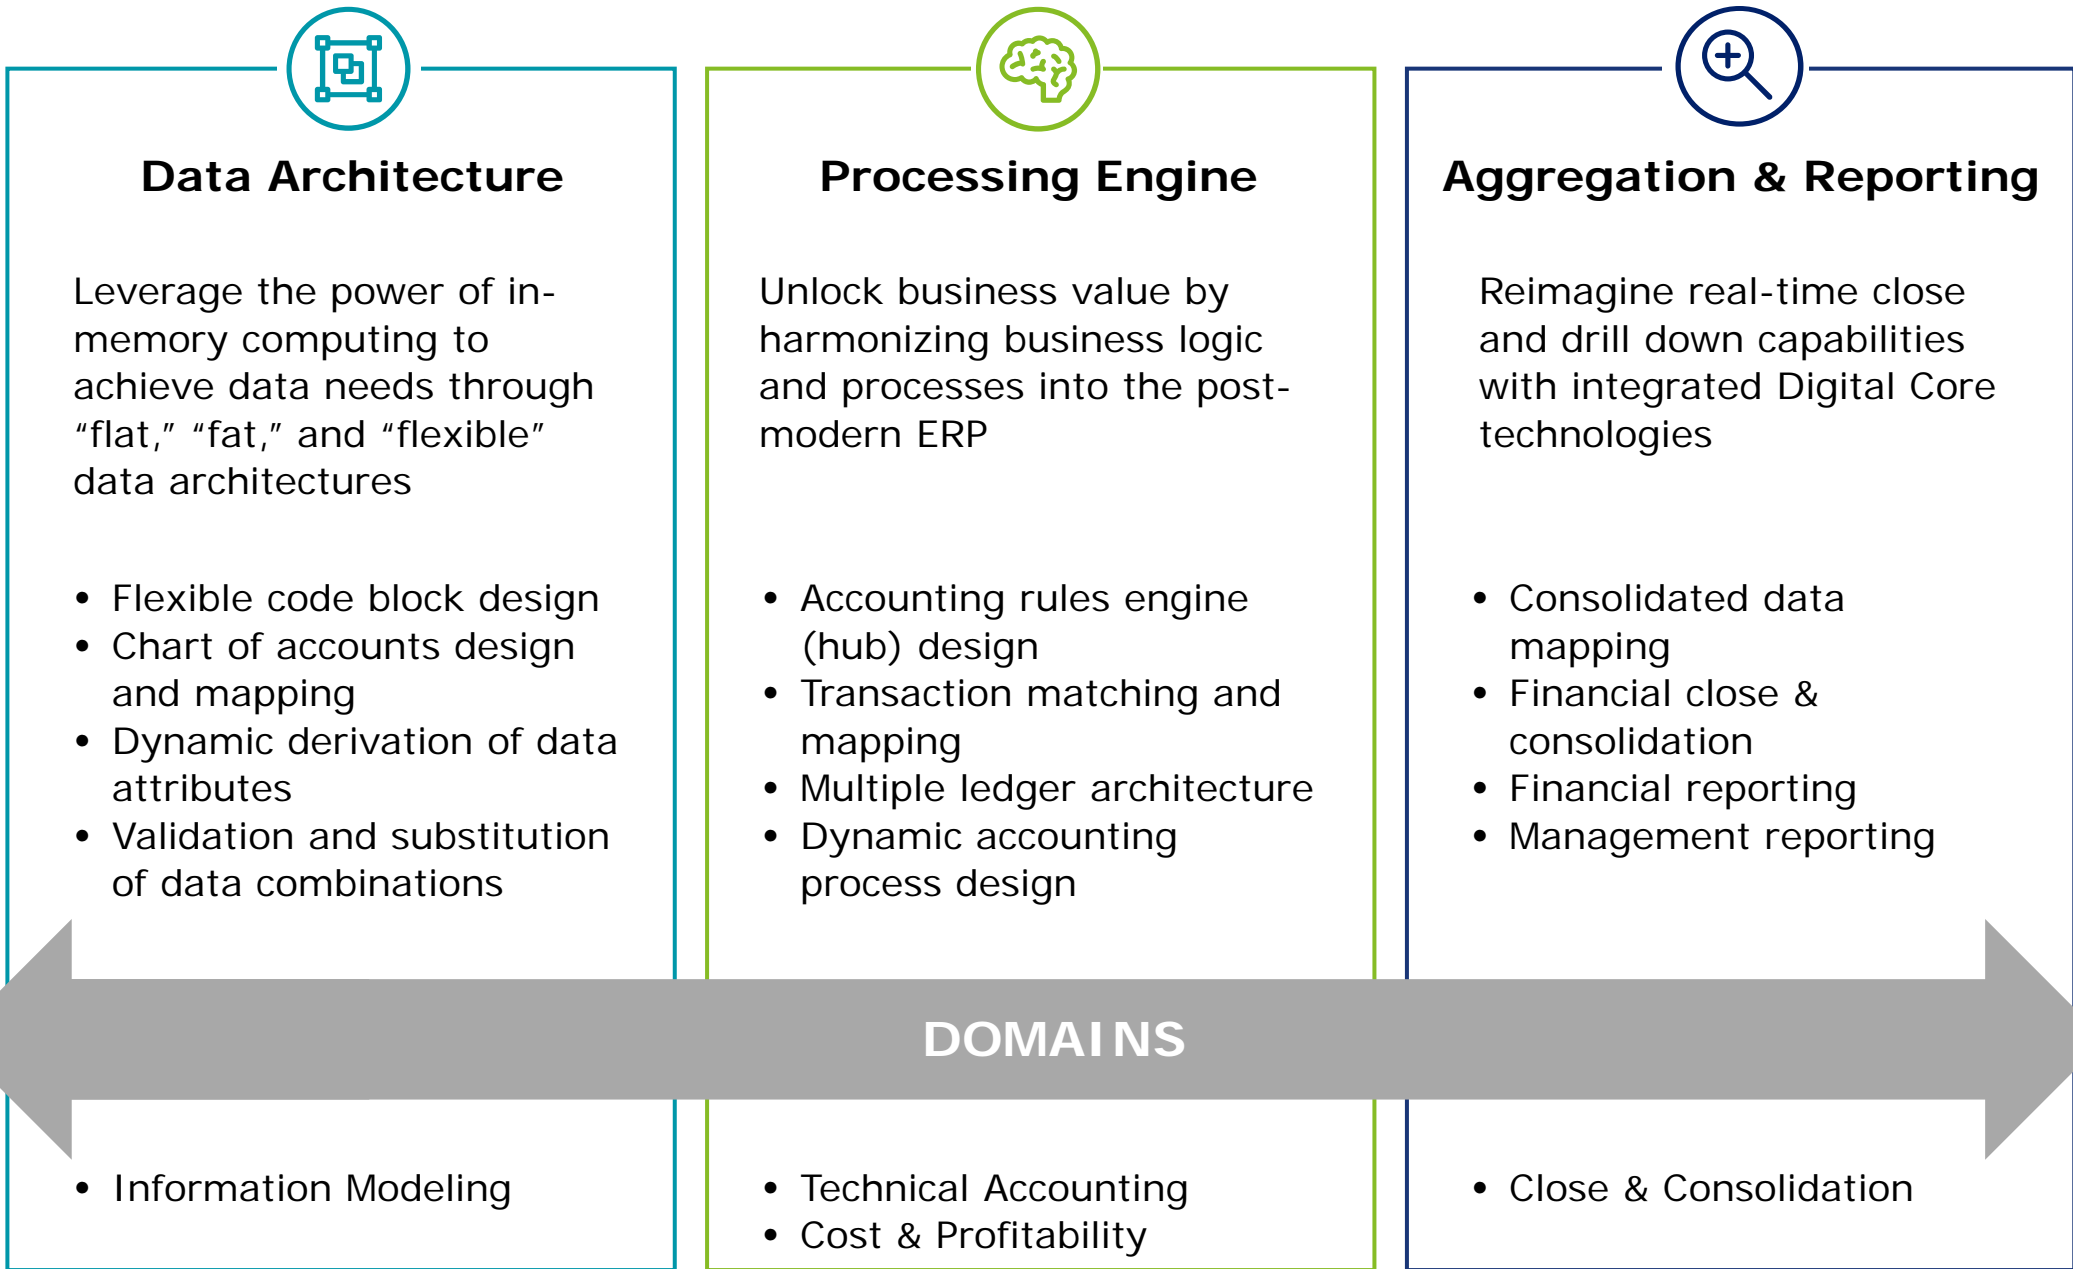 Data Architecture
Leverage the power of in-
memory computing to
achieve data needs through
“flat,” “fat,” and “flexible”
data architectures
• Flexible code block design
• Chart of accounts design
and mapping
• Dynamic derivation of data
attributes
• Validation and substitution
of data combinations
Processing Engine
Unlock business value by
harmonizing business logic
and processes into the post-
modern ERP
• Accounting rules engine
(hub) design
• Transaction matching and
mapping
• Multiple ledger architecture
• Dynamic accounting
process design
Aggregation & Reporting
Reimagine real-time close
and drill down capabilities
with integrated Digital Core
technologies
• Consolidated data
mapping
• Financial close &
consolidation
• Financial reporting
• Management reporting
DOMAINS
• Information Modeling
• Technical Accounting
• Cost & Profitability
• Close & Consolidation